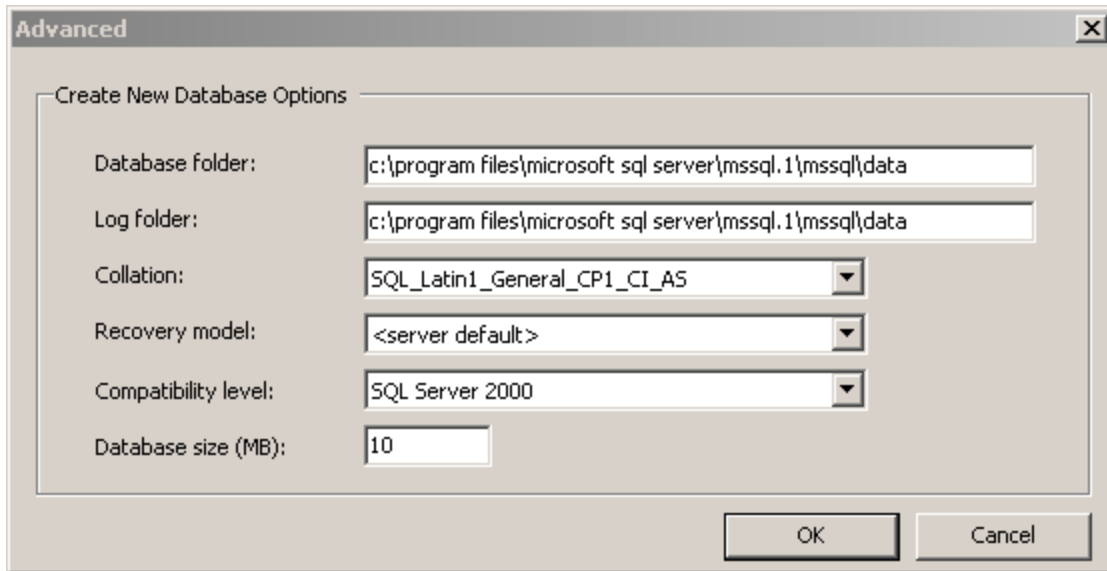 Advanced
Create New Database Options
Database folder: c:\program files\microsoft sql server\mssql.1\mssql\data
Log folder: c:\program files\microsoft sql server\mssql.1\mssql\data
Collation: SQL_Latin1_General_CP1_CI_AS
Recovery model: <server default>
Compatibility level: SQL Server 2000
Database size (MB): 10
OK Cancel